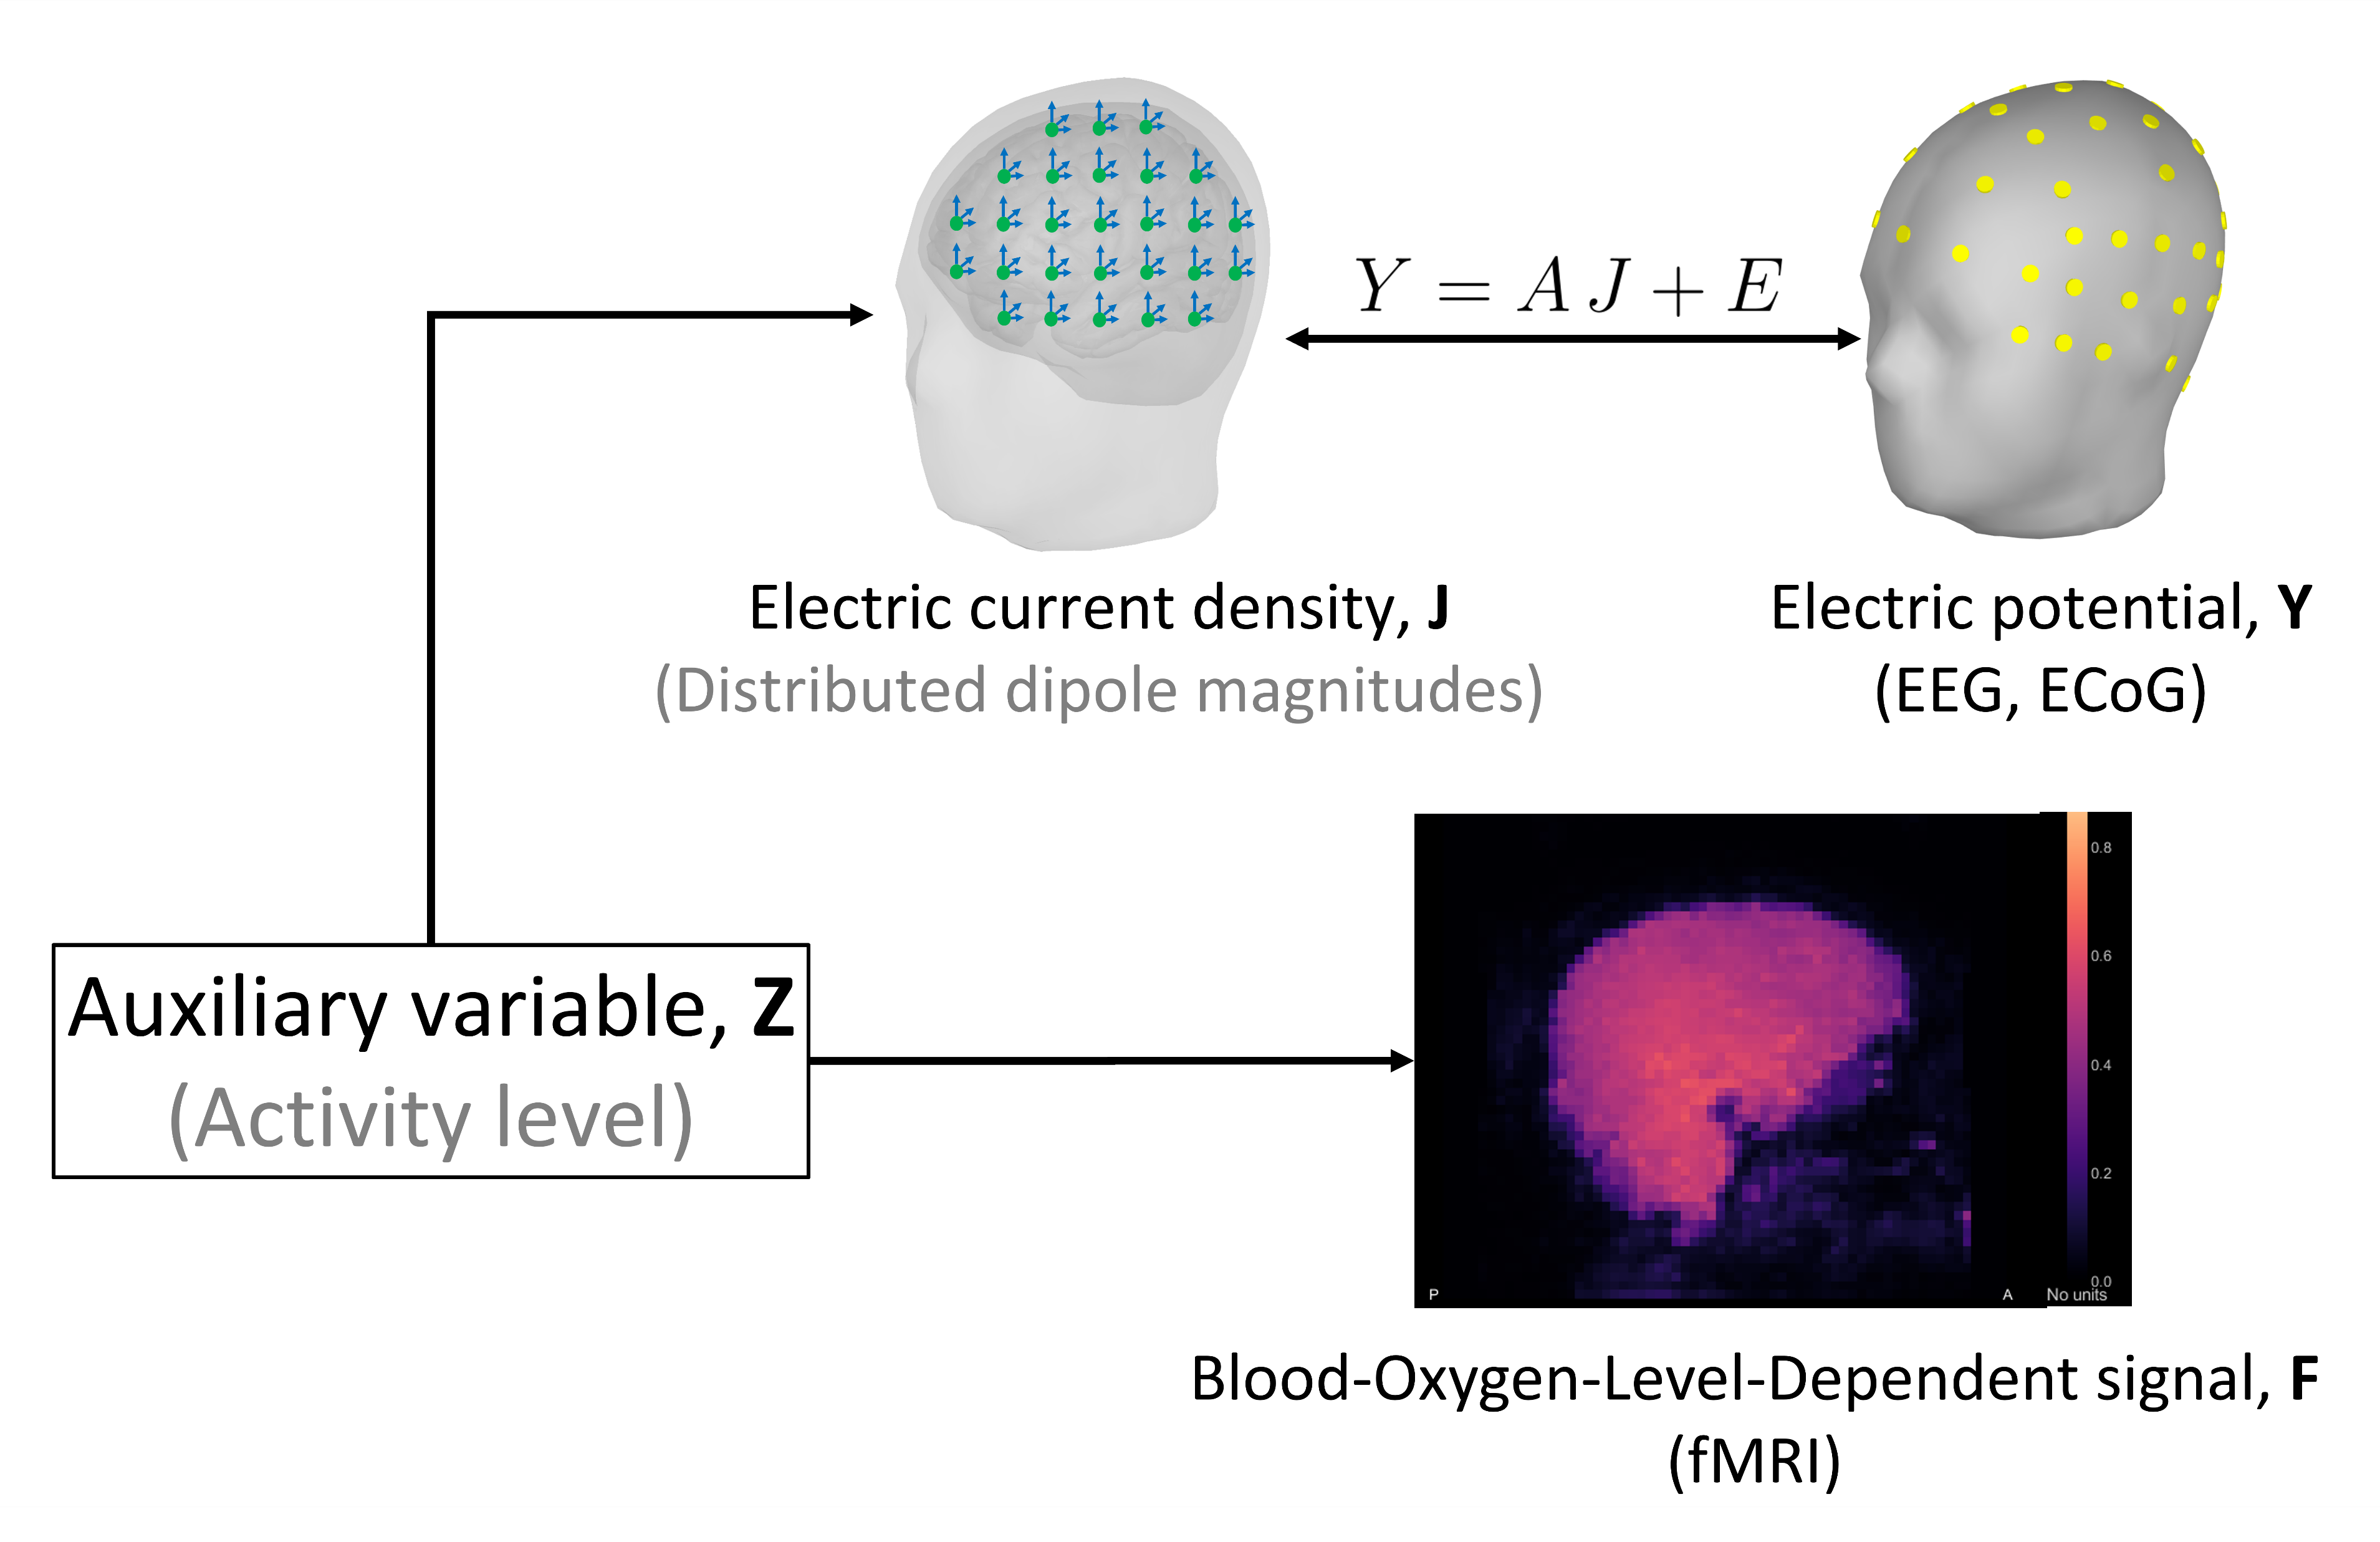 Y = A J + E
Electric current density, J
(Distributed dipole magnitudes)
Electric potential, Y
(EEG, ECoG)
Auxiliary variable, Z
(Activity level)
0.8
0.6
0.4
0.2
0.0
P
A
No units
Blood-Oxygen-Level-Dependent signal, F
(fMRI)